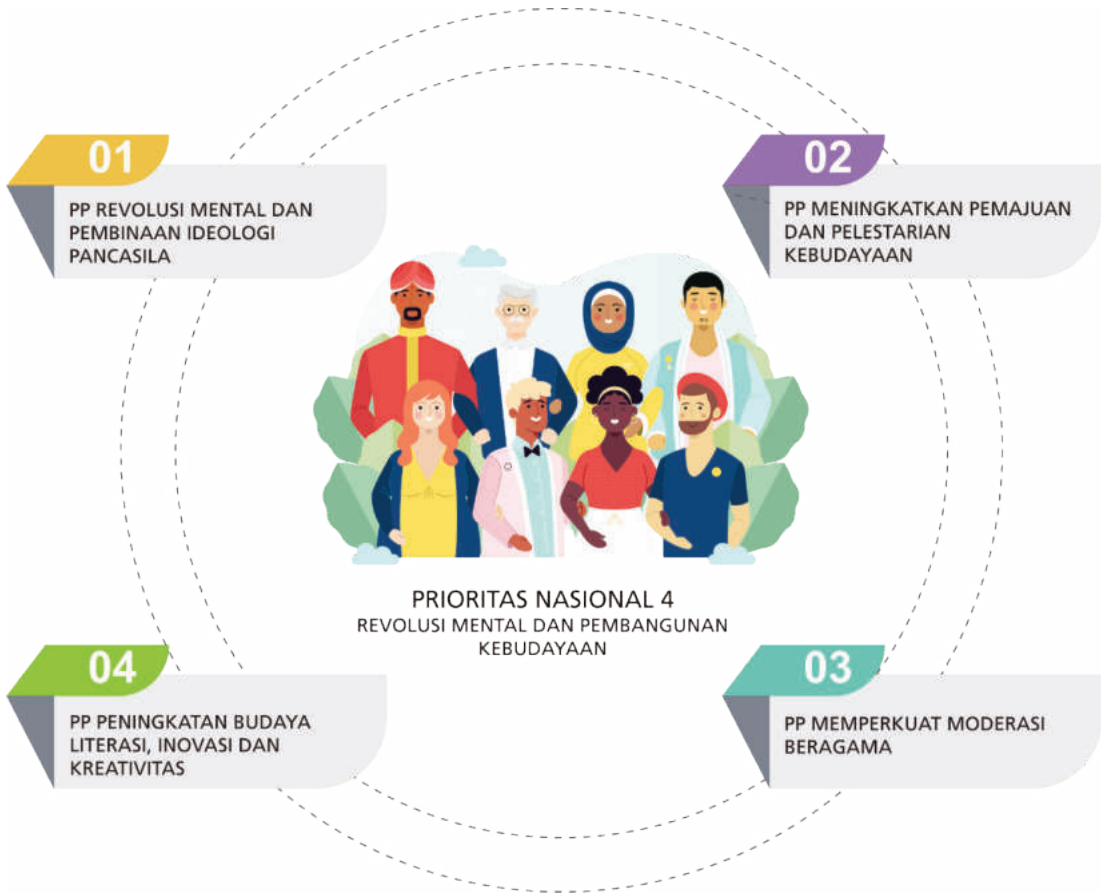 01
PP REVOLUSI MENTAL DAN
PEMBINAAN IDEOLOGI
PANCASILA
02
PP MENINGKATKAN PEMAJUAN
DAN PELESTARIAN
KEBUDAYAAN
PRIORITAS NASIONAL 4
REVOLUSI MENTAL DAN PEMBANGUNAN
KEBUDAYAAN
04
PP PENINGKATAN BUDAYA
LITERASI, INOVASI DAN
KREATIVITAS
03
PP MEMPERKUAT MODERASI
BERAGAMA